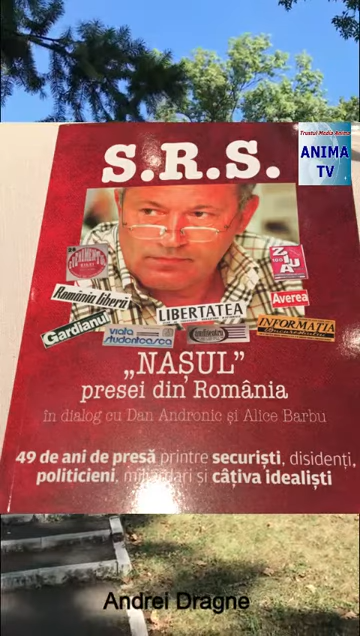 Trustul Media Anima
ANIMA
TV
S.R.S.
ZIUA
România liberă
LIBERTATEA
Averea
Gardianul
viața
studențească
INFORMAȚIA
„NAȘUL”
presei din România
în dialog cu Dan Andronic și Alice Barbu
49 de ani de presă printre securiști, disidenți,
politicieni, miliardari și câțiva idealiști
Andrei Dragne